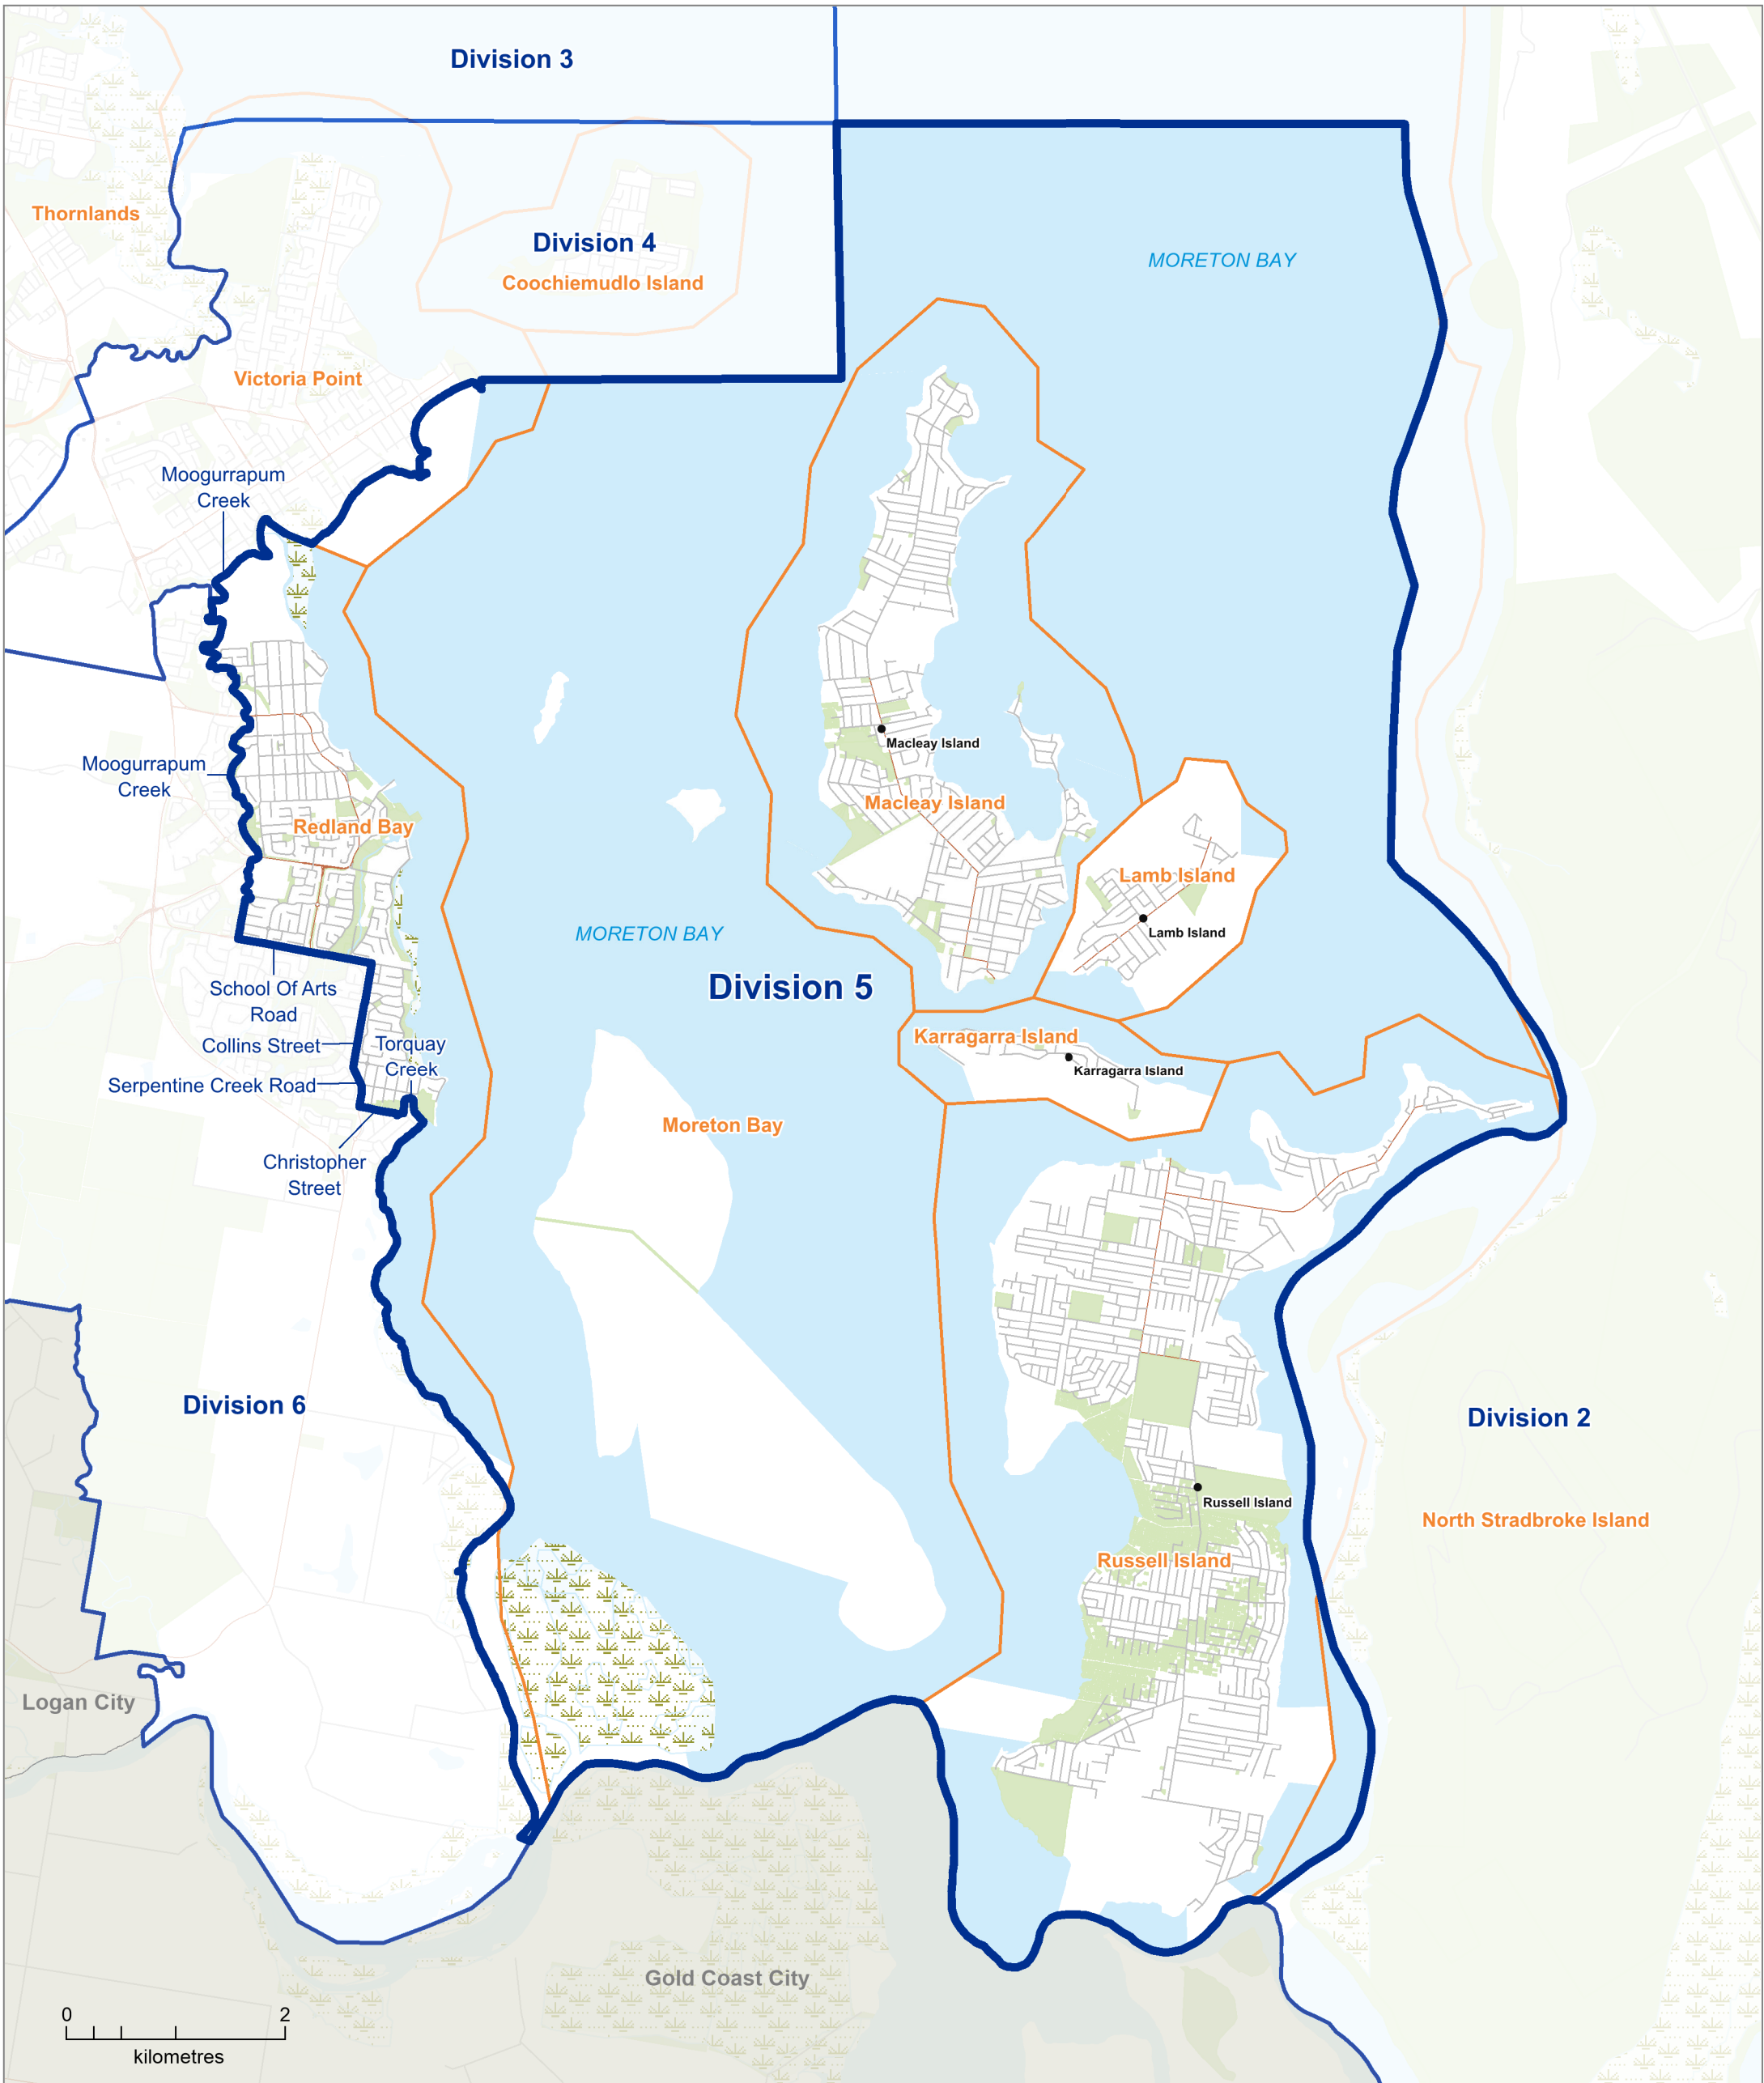 Division 3
Thornlands
Division 4
Coochiemudlo Island
MORETON BAY
Victoria Point
Moogurrapum
Creek
Macleay Island
Moogurrapum
Creek
Macleay Island
Redland Bay
Lamb Island
Lamb Island
MORETON BAY
Division 5
School Of Arts
Road
Collins Street
Torquay
Creek
Karragarra Island
Karragarra Island
Serpentine Creek Road
Moreton Bay
Christopher
Street
Division 6
Division 2
Russell Island
North Stradbroke Island
Russell Island
Logan City
Gold Coast City
0 2
kilometres